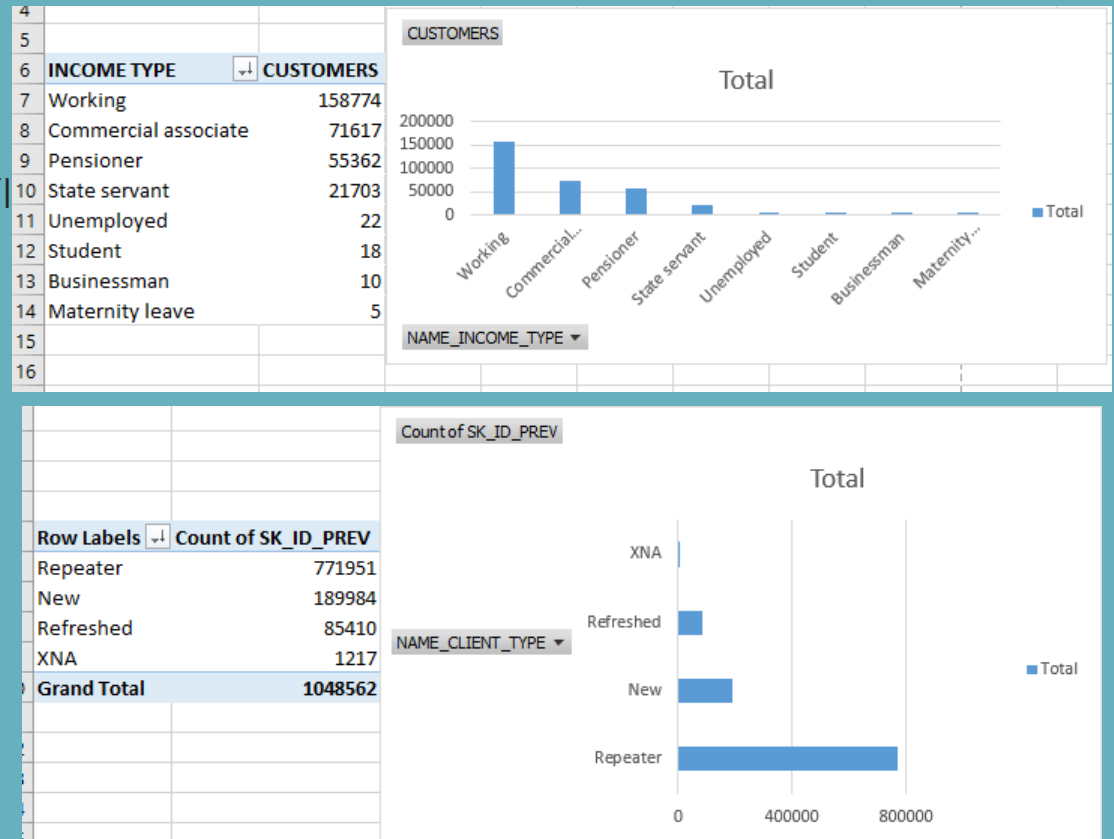 4
5
6 INCOME TYPE CUSTOMERS
7 Working 158774
8 Commercial associate 71617
9 Pensioner 55362
10 State servant 21703
11 Unemployed 22
12 Student 18
13 Businessman 10
14 Maternity leave 5
15
16
CUSTOMERS
Total
200000
150000
100000
50000
0
Working
Commercial...
Pensioner
State servant
Unemployed
Student
Businessman
Maternity...
Total
NAME_INCOME_TYPE
Row Labels Count of SK_ID_PREV
Repeater 771951
New 189984
Refreshed 85410
XNA 1217
Grand Total 1048562
Count of SK_ID_PREV
Total
XNA
Refreshed
NAME_CLIENT_TYPE
New
Repeater
0 400000 800000
Total